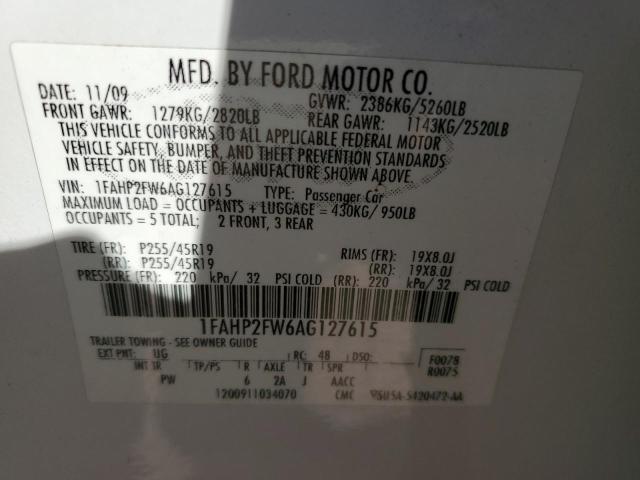 MFD. BY FORD MOTOR CO.
DATE: 11/09 GVWR: 2386KG/5260LB
FRONT GAWR: 1279KG/2820LB REAR GAWR: 1143KG/2520LB
THIS VEHICLE CONFORMS TO ALL APPLICABLE FEDERAL MOTOR
VEHICLE SAFETY, BUMPER, AND THEFT PREVENTION STANDARDS
IN EFFECT ON THE DATE OF MANUFACTURE SHOWN ABOVE.
VIN: 1FAHP2FW6AG127615 TYPE: Passenger Car
MAXIMUM LOAD = OCCUPANTS + LUGGAGE = 430KG/ 950LB
OCCUPANTS = 5 TOTAL; 2 FRONT, 3 REAR
TIRE (FR): P255/45R19 RIMS (FR): 19X8.0J
(RR): P255/45R19 (RR): 19X8.0J
PRESSURE (FR): 220 kPa/ 32 PSI COLD (RR): 220 kPa/ 32 PSI COLD
1FAHP2FW6AG127615
TRAILER TOWING - SEE OWNER GUIDE
EXT PNT: UG RC: 48 DSO: F0078
INT TR TP/PS R AXLE TR SPR R0075
PW 6 2A J AACC
1200911034070 CMC 5U5A-5420472-AA